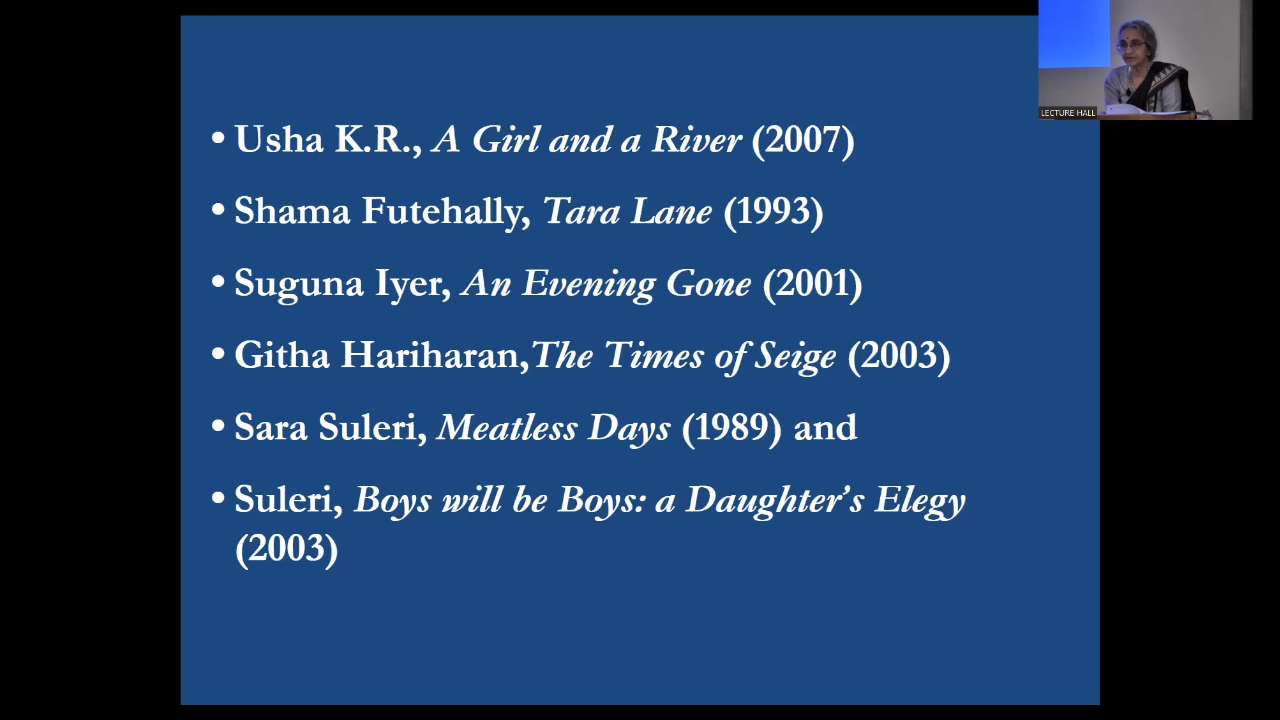 LECTURE HALL
• Usha K.R., A Girl and a River (2007)
• Shama Futehally, Tara Lane (1993)
• Suguna Iyer, An Evening Gone (2001)
• Githa Hariharan,The Times of Seige (2003)
• Sara Suleri, Meatless Days (1989) and
• Suleri, Boys will be Boys: a Daughter’s Elegy
(2003)